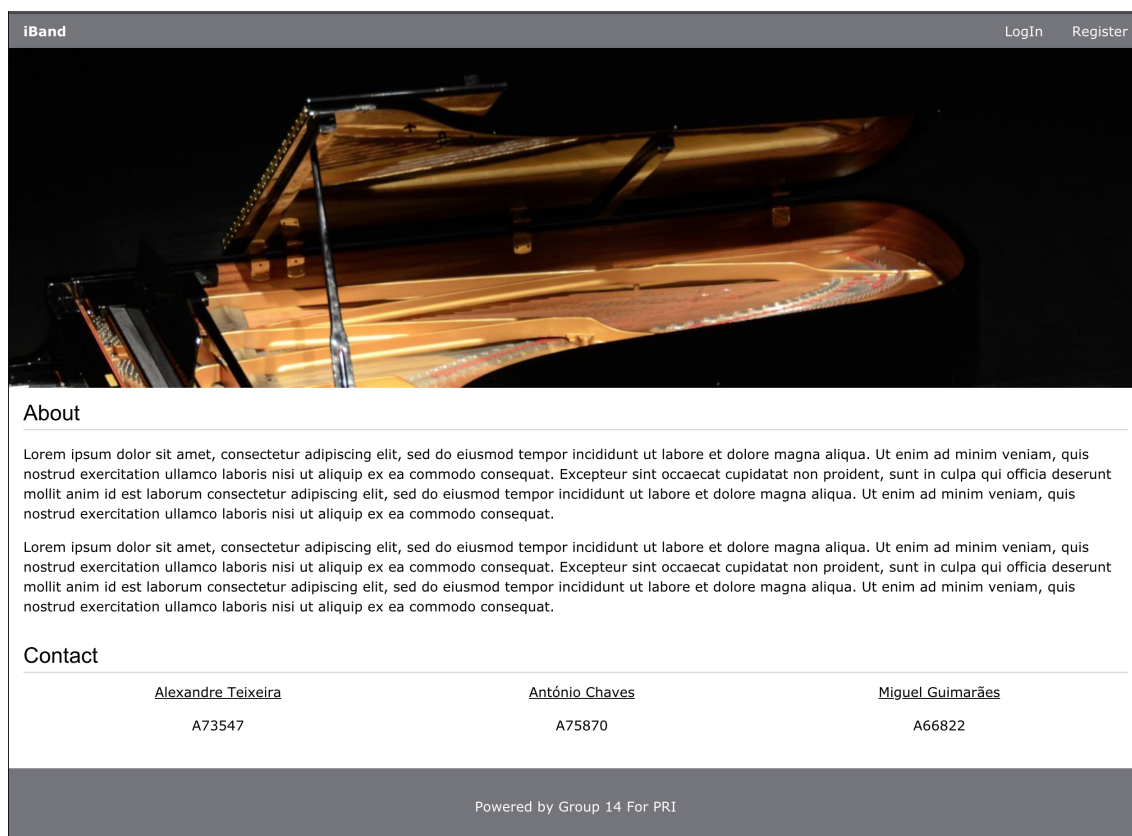 iBand
LogIn Register
About
Lorem ipsum dolor sit amet, consectetur adipiscing elit, sed do eiusmod tempor incididunt ut labore et dolore magna aliqua. Ut enim ad minim veniam, quis
nostrud exercitation ullamco laboris nisi ut aliquip ex ea commodo consequat. Excepteur sint occaecat cupidatat non proident, sunt in culpa qui officia deserunt
mollit anim id est laborum consectetur adipiscing elit, sed do eiusmod tempor incididunt ut labore et dolore magna aliqua. Ut enim ad minim veniam, quis
nostrud exercitation ullamco laboris nisi ut aliquip ex ea commodo consequat.
Lorem ipsum dolor sit amet, consectetur adipiscing elit, sed do eiusmod tempor incididunt ut labore et dolore magna aliqua. Ut enim ad minim veniam, quis
nostrud exercitation ullamco laboris nisi ut aliquip ex ea commodo consequat. Excepteur sint occaecat cupidatat non proident, sunt in culpa qui officia deserunt
mollit anim id est laborum consectetur adipiscing elit, sed do eiusmod tempor incididunt ut labore et dolore magna aliqua. Ut enim ad minim veniam, quis
nostrud exercitation ullamco laboris nisi ut aliquip ex ea commodo consequat.
Contact
Alexandre Teixeira António Chaves Miguel Guimarães
A73547 A75870 A66822
Powered by Group 14 For PRI